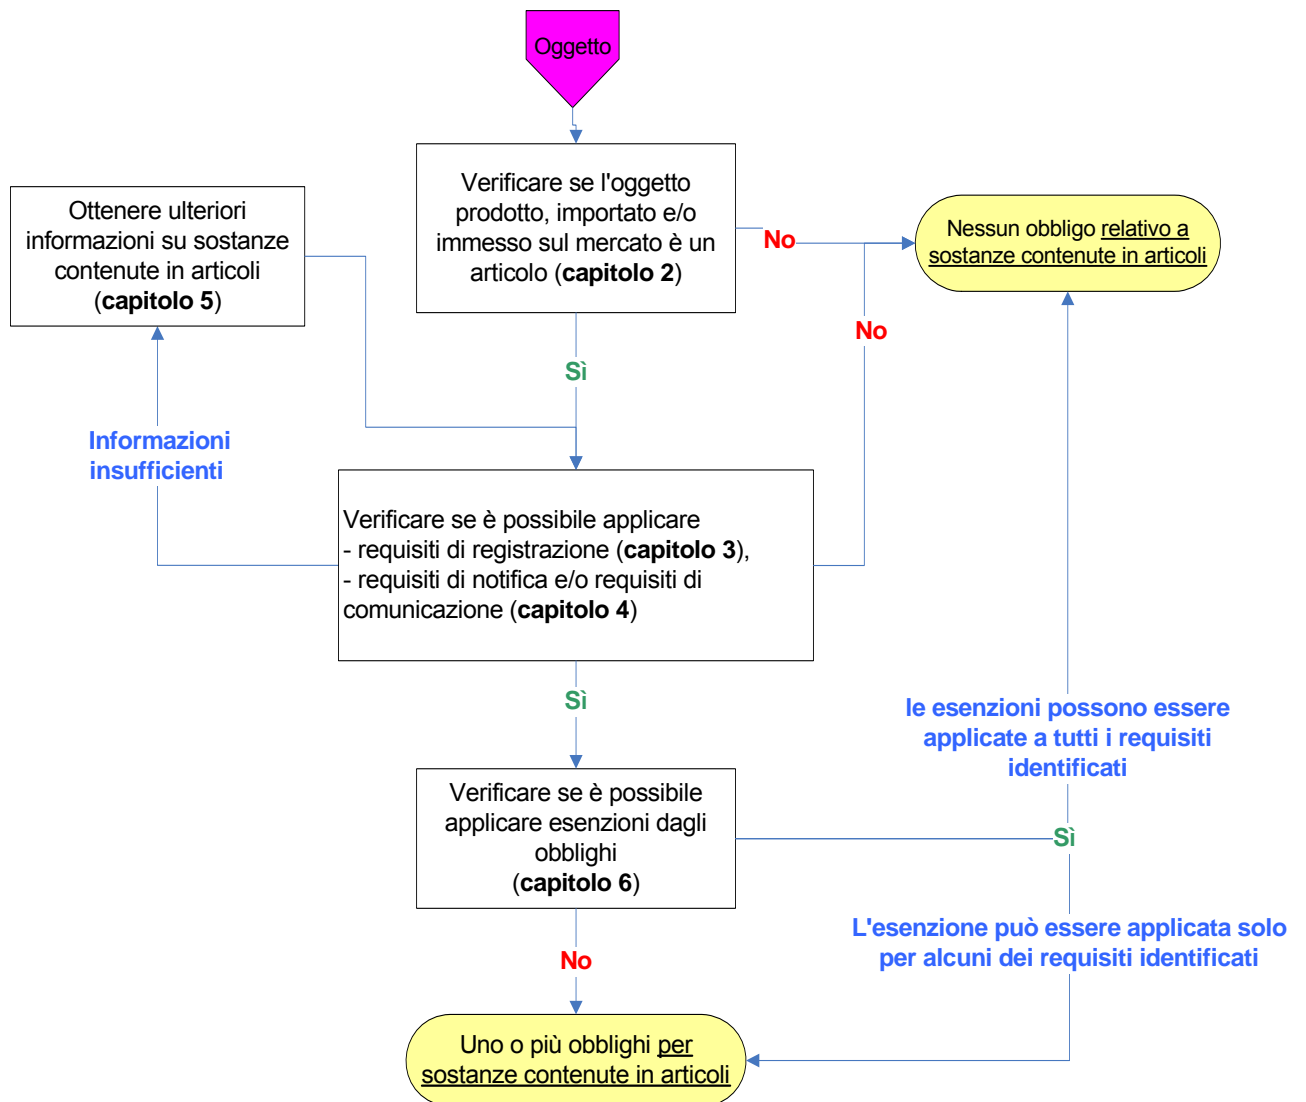 Oggetto
Verificare se l'oggetto
prodotto, importato e/o
immesso sul mercato è un
articolo (capitolo 2)
Ottenere ulteriori
informazioni su sostanze
contenute in articoli
(capitolo 5)
No
Nessun obbligo relativo a
sostanze contenute in articoli
No
Sì
Informazioni
insufficienti
Verificare se è possibile applicare
- requisiti di registrazione (capitolo 3),
- requisiti di notifica e/o requisiti di
comunicazione (capitolo 4)
Sì
le esenzioni possono essere
applicate a tutti i requisiti
identificati
Verificare se è possibile
applicare esenzioni dagli
obblighi
(capitolo 6)
Sì
L'esenzione può essere applicata solo
per alcuni dei requisiti identificati
No
Uno o più obblighi per
sostanze contenute in articoli